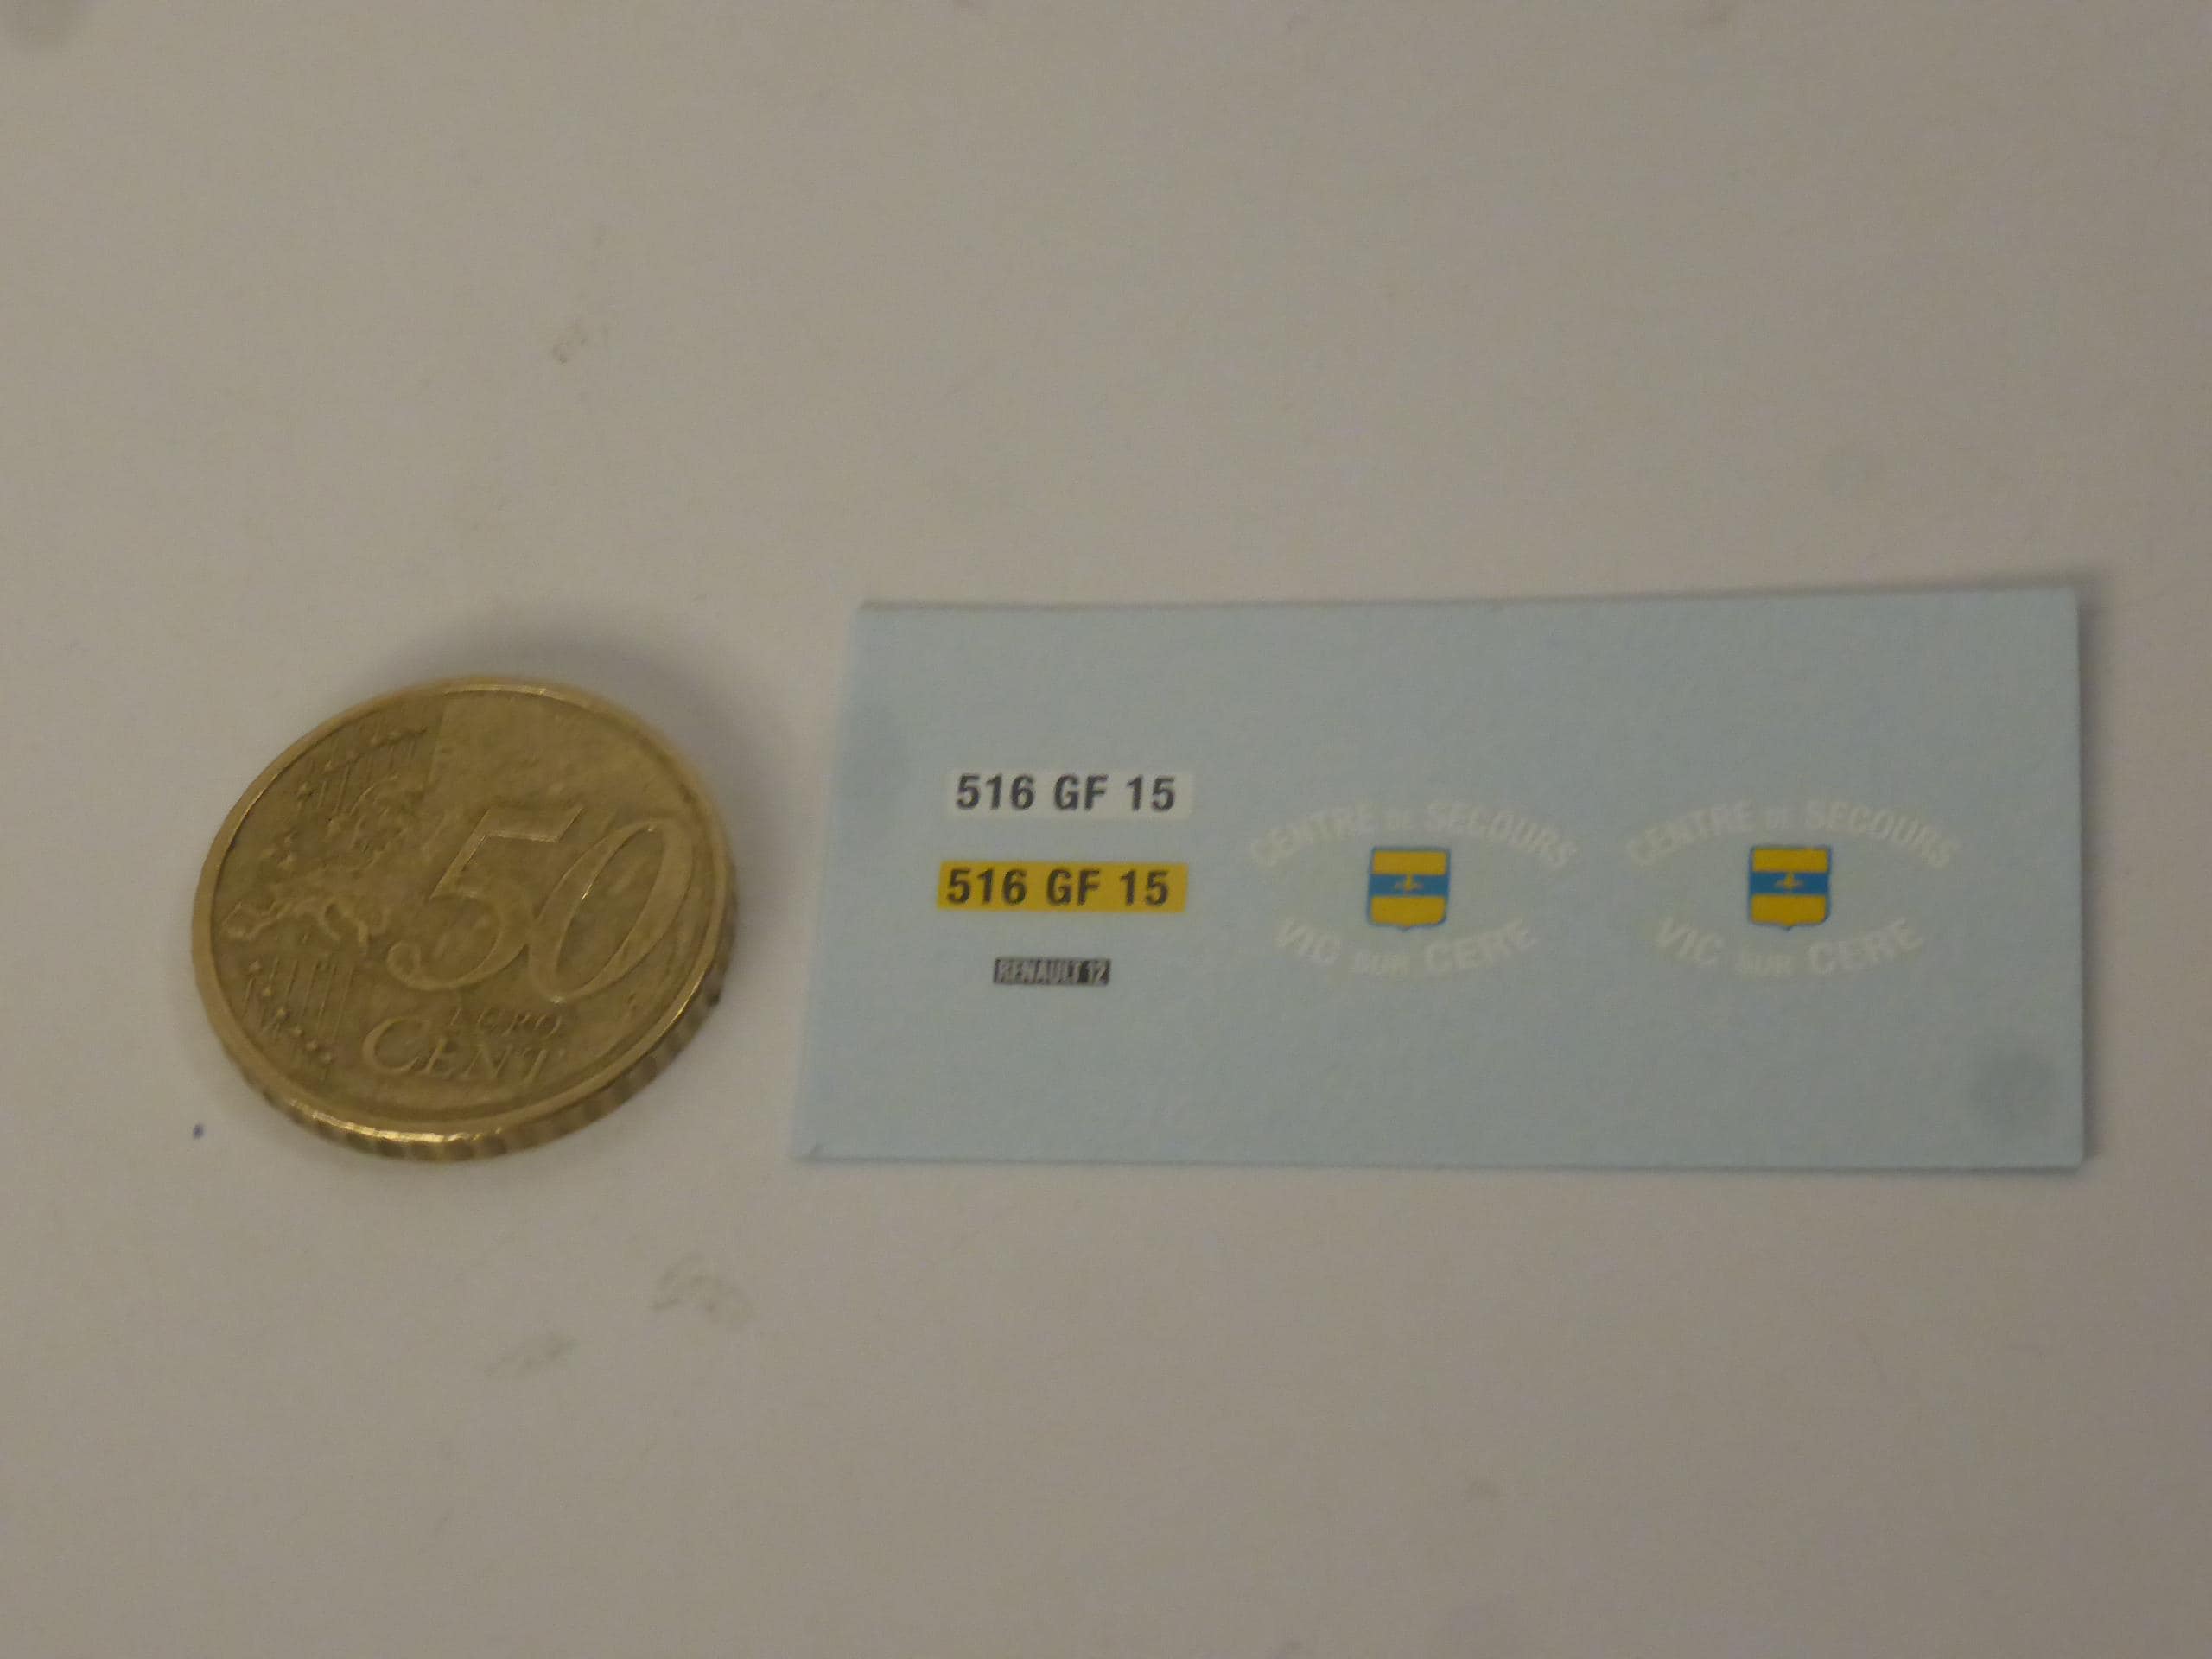 50
EURO
CENT
516 GF 15
516 GF 15
RENAULT 12
CENTRE DE SECOURS
VIC SUR CERE
CENTRE DE SECOURS
VIC SUR CERE